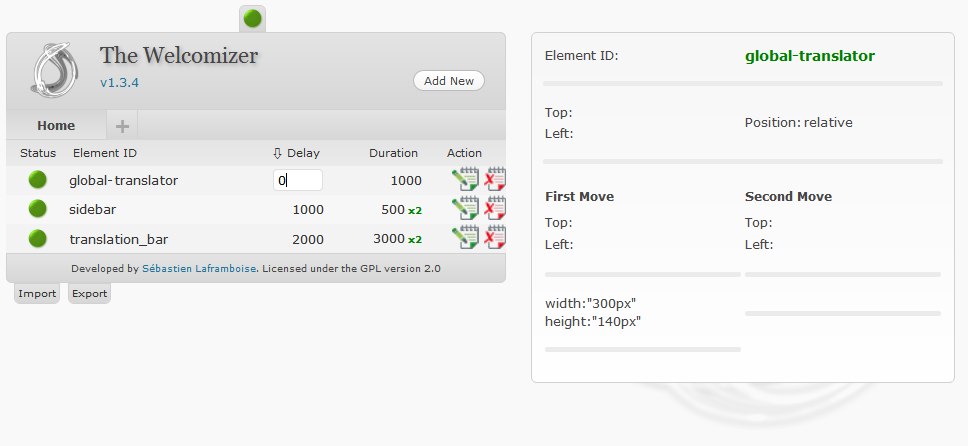 The Welcomizer
v1.3.4
Add New
Home
Status Element ID ⇩ Delay Duration Action
global-translator 0 1000
sidebar 1000 500 x2
translation_bar 2000 3000 x2
Developed by Sébastien Laframboise. Licensed under the GPL version 2.0
Import Export
Element ID: global-translator
Top:
Left:
Position: relative
First Move Second Move
Top: Top:
Left: Left:
width:"300px"
height:"140px"